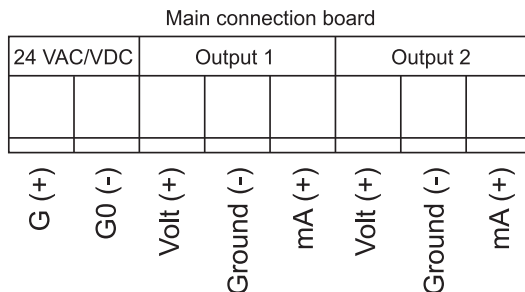 Main connection board
24 VAC/VDC Output 1 Output 2
G (+) G0 (-) Volt (+) Ground (-) mA (+) Volt (+) Ground (-) mA (+)